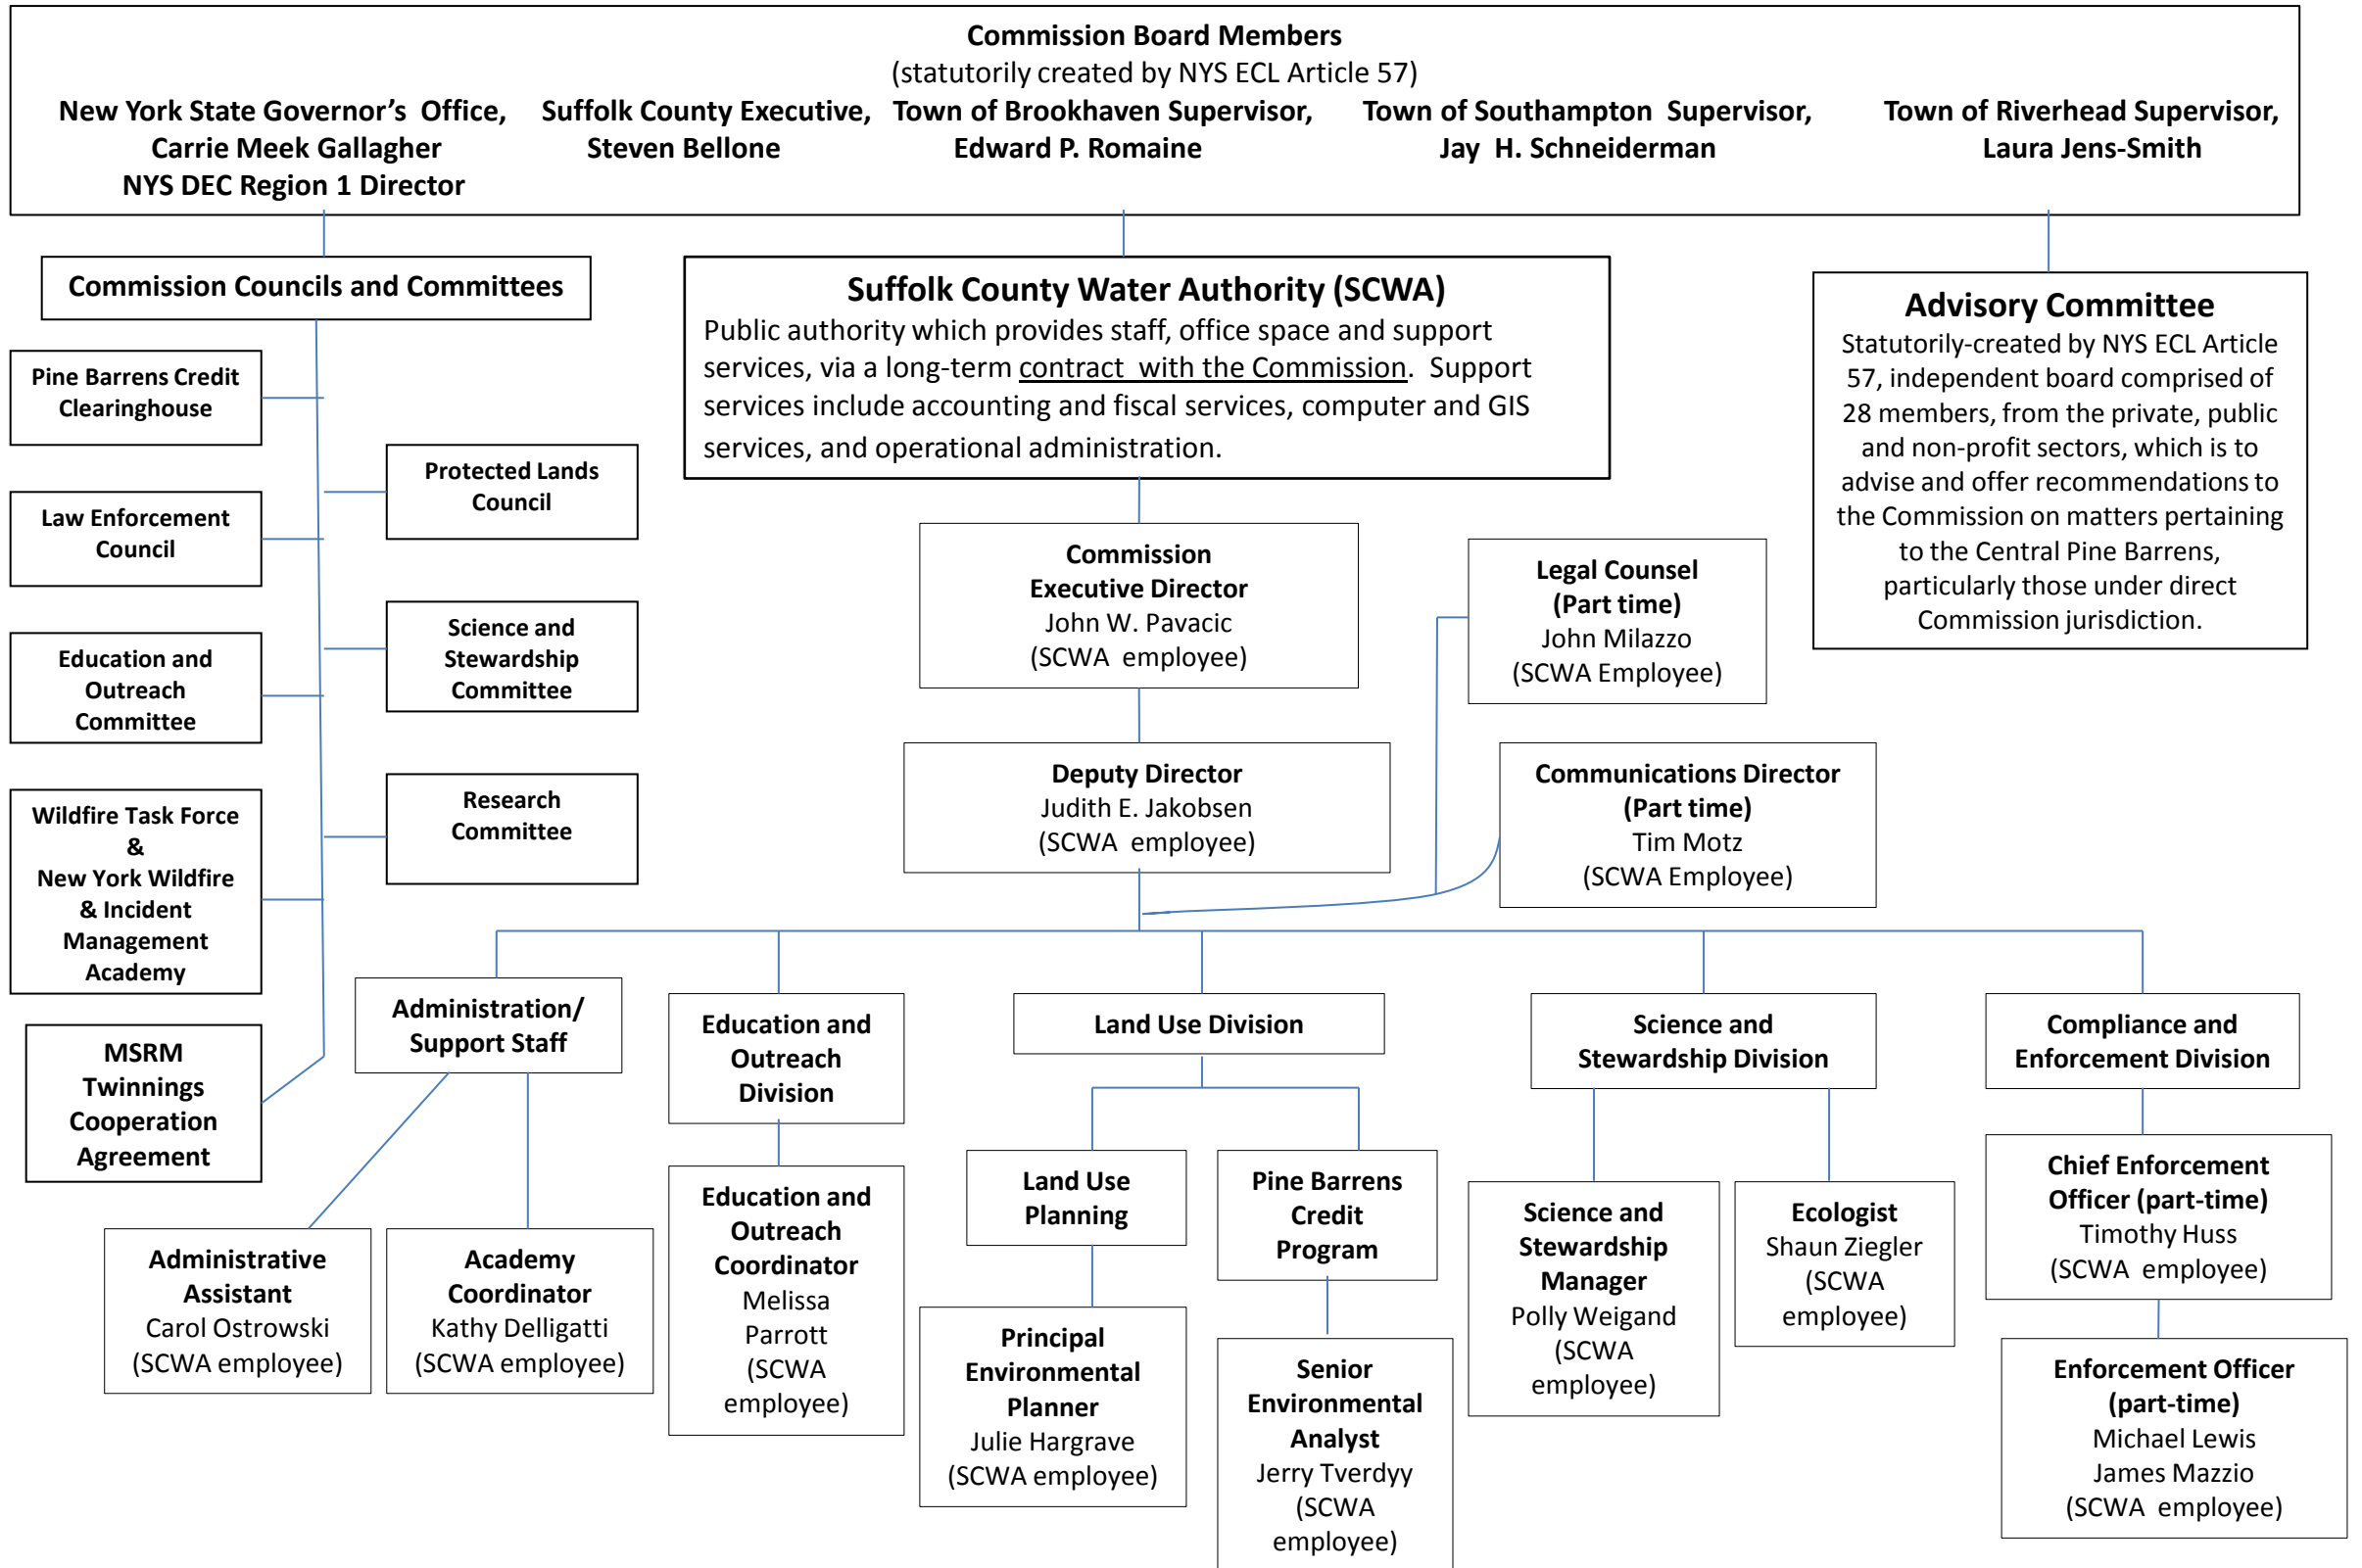 Commission Board Members
(statutorily created by NYS ECL Article 57)
New York State Governor’s Office,
Carrie Meek Gallagher
NYS DEC Region 1 Director
Suffolk County Executive,
Steven Bellone
Town of Brookhaven Supervisor,
Edward P. Romaine
Town of Southampton Supervisor,
Jay H. Schneiderman
Town of Riverhead Supervisor,
Laura Jens-Smith
Commission Councils and Committees
Pine Barrens Credit
Clearinghouse
Protected Lands
Council
Law Enforcement
Council
Science and
Stewardship
Committee
Education and
Outreach
Committee
Research
Committee
Wildfire Task Force
&
New York Wildfire
& Incident
Management
Academy
MSRM
Twinnings
Cooperation
Agreement
Suffolk County Water Authority (SCWA)
Public authority which provides staff, office space and support
services, via a long-term contract with the Commission. Support
services include accounting and fiscal services, computer and GIS
services, and operational administration.
Advisory Committee
Statutorily-created by NYS ECL Article
57, independent board comprised of
28 members, from the private, public
and non-profit sectors, which is to
advise and offer recommendations to
the Commission on matters pertaining
to the Central Pine Barrens,
particularly those under direct
Commission jurisdiction.
Commission
Executive Director
John W. Pavacic
(SCWA employee)
Legal Counsel
(Part time)
John Milazzo
(SCWA Employee)
Deputy Director
Judith E. Jakobsen
(SCWA employee)
Communications Director
(Part time)
Tim Motz
(SCWA Employee)
Administration/
Support Staff
Education and
Outreach
Division
Land Use Division
Science and
Stewardship Division
Compliance and
Enforcement Division
Administrative
Assistant
Carol Ostrowski
(SCWA employee)
Academy
Coordinator
Kathy Delligatti
(SCWA employee)
Education and
Outreach
Coordinator
Melissa
Parrott
(SCWA
employee)
Land Use
Planning
Pine Barrens
Credit
Program
Principal
Environmental
Planner
Julie Hargrave
(SCWA employee)
Senior
Environmental
Analyst
Jerry Tverdyy
(SCWA
employee)
Science and
Stewardship
Manager
Polly Weigand
(SCWA
employee)
Ecologist
Shaun Ziegler
(SCWA
employee)
Chief Enforcement
Officer (part-time)
Timothy Huss
(SCWA employee)
Enforcement Officer
(part-time)
Michael Lewis
James Mazzio
(SCWA employee)